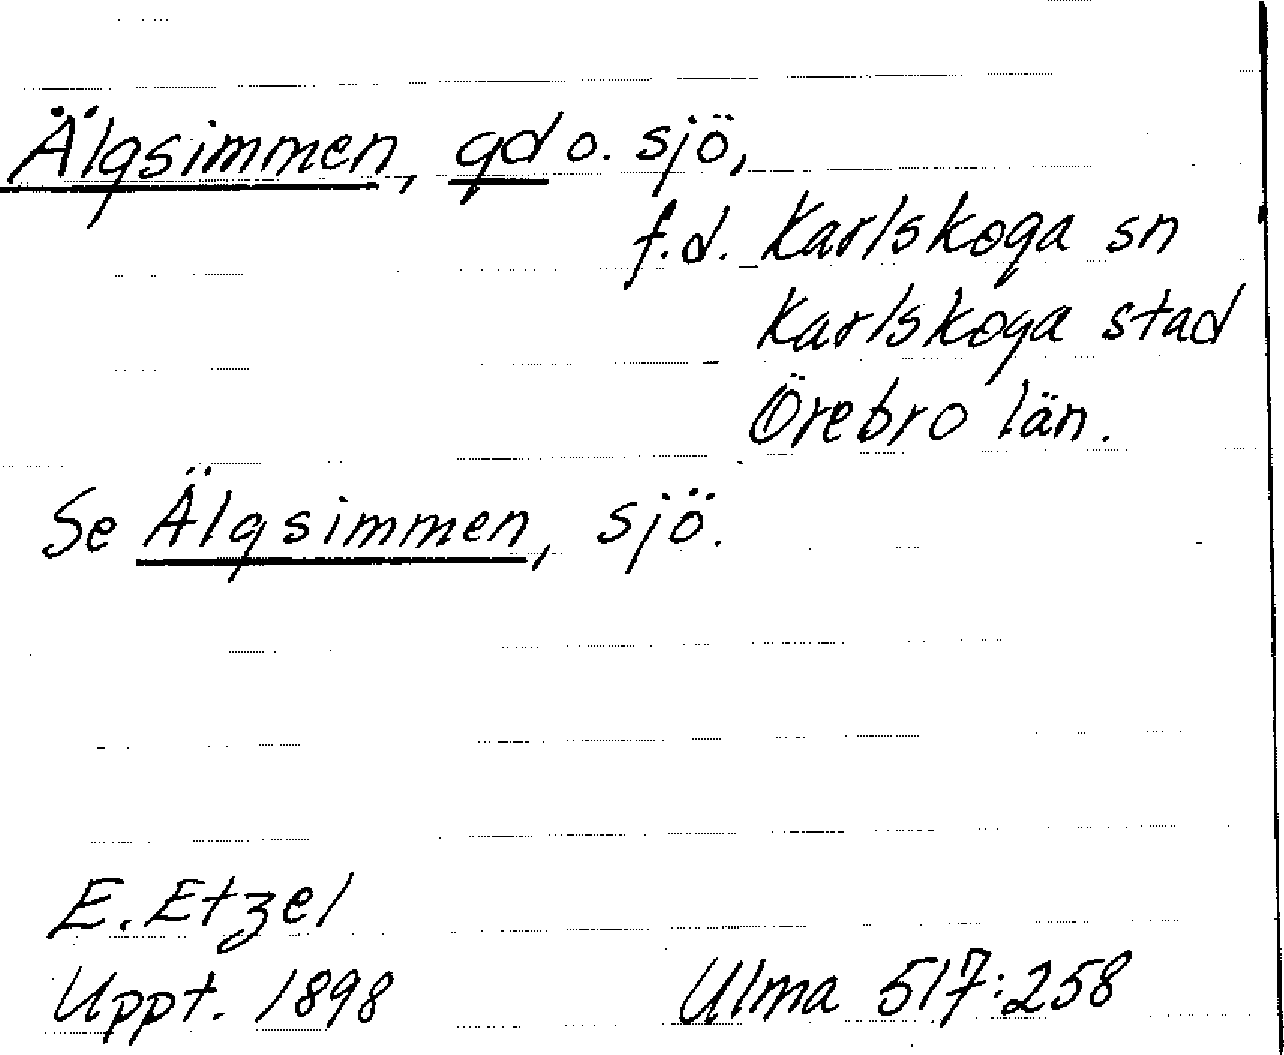 Älgsimmen, gd o. sjö,
f.d. Karlskoga sn
Karlskoga stad
Örebro län.
Se Älgsimmen, sjö.
E. Etzel
Uppt. 1898
Ulma 517:258